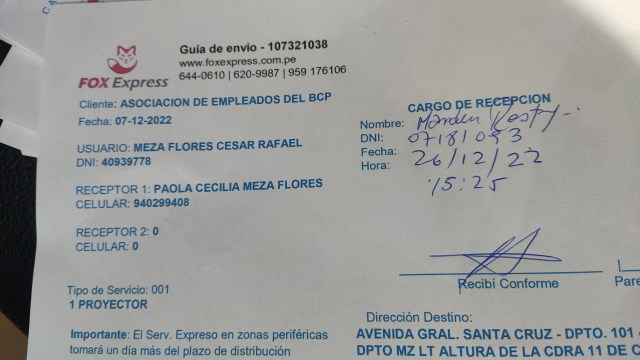 FOX Express
Guía de envío - 107321038
www.foxexpress.com.pe
644-0610 | 620-9987 | 959 176106
Cliente: ASOCIACION DE EMPLEADOS DEL BCP
Fecha: 07-12-2022
USUARIO: MEZA FLORES CESAR RAFAEL
DNI: 40939778
RECEPTOR 1: PAOLA CECILIA MEZA FLORES
CELULAR: 940299408
RECEPTOR 2: 0
CELULAR: 0
Tipo de Servicio: 001
1 PROYECTOR
Importante: El Serv. Expreso en zonas periféricas
tomará un día más del plazo de distribución
CARGO DE RECEPCION
Nombre:
DNI: 07181053
Fecha: 26/12/22
Hora: 15:25
Recibí Conforme
Pare
Dirección Destino:
AVENIDA GRAL. SANTA CRUZ - DPTO. 101
DPTO MZ LT ALTURA DE LA CDRA 11 DE